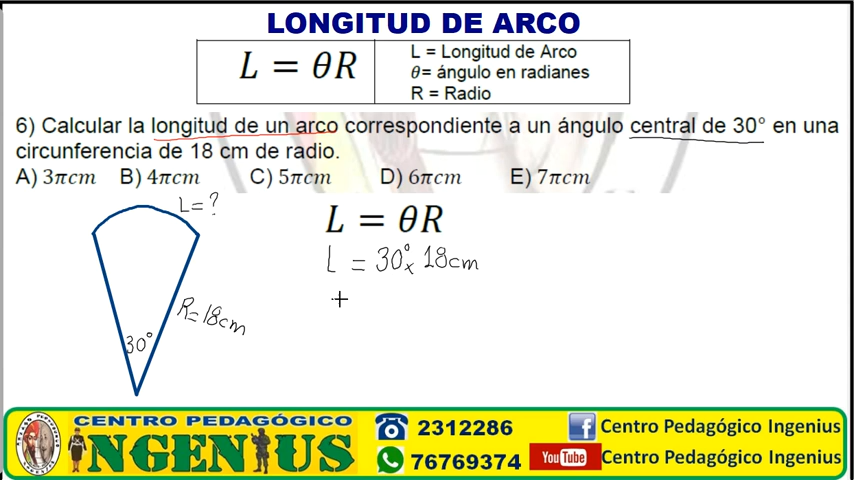 LONGITUD DE ARCO
L = θR
L = Longitud de Arco
θ= ángulo en radianes
R = Radio
6) Calcular la longitud de un arco correspondiente a un ángulo central de 30° en una
circunferencia de 18 cm de radio.
A) 3πcm B) 4πcm C) 5πcm D) 6πcm E) 7πcm
L=?
L = θR
L = 30° x 18cm
R=18cm
30°
CENTRO PEDAGÓGICO
INGENIUS
2312286
76769374
Centro Pedagógico Ingenius
You Tube Centro Pedagógico Ingenius